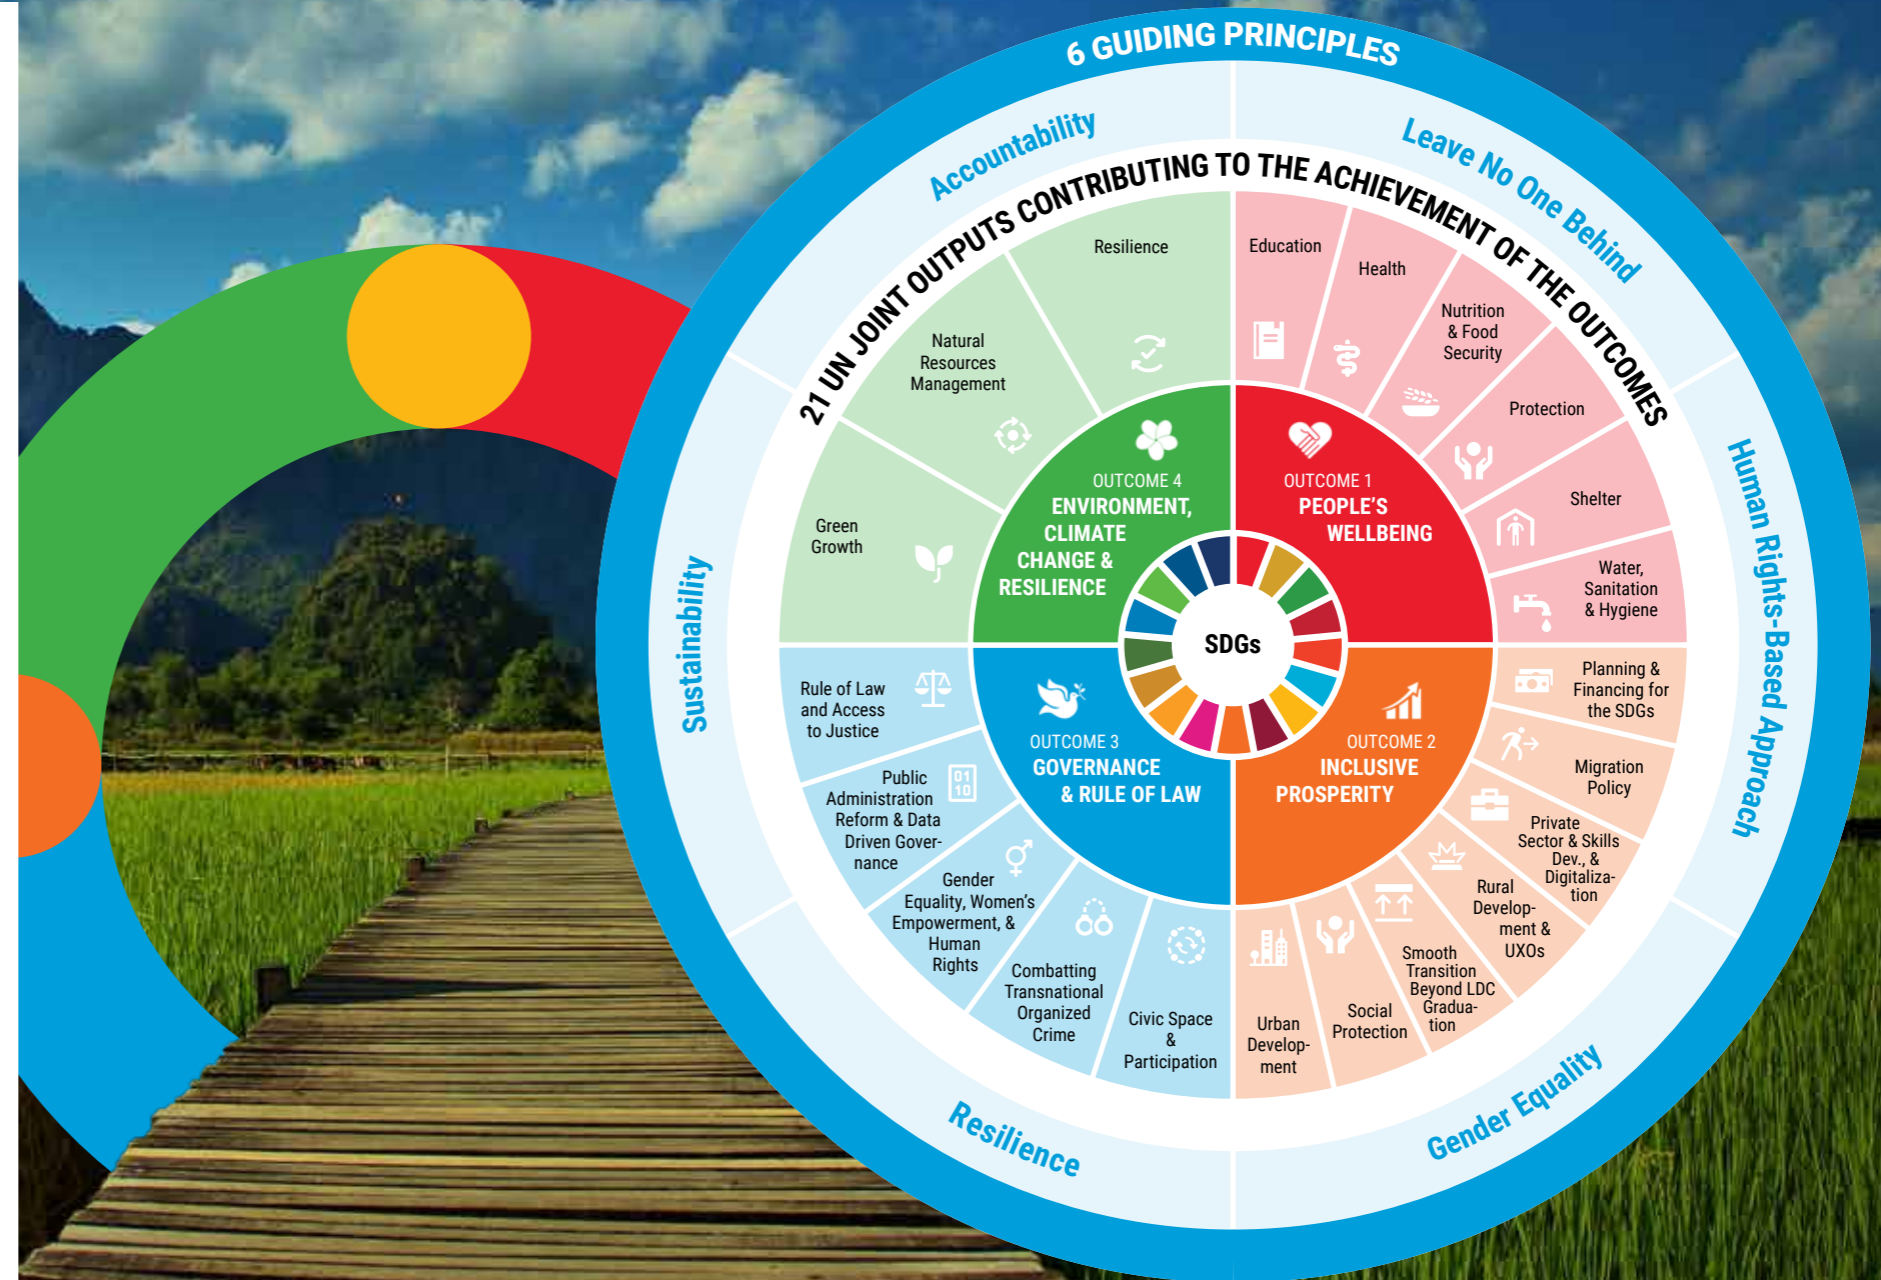 6 GUIDING PRINCIPLES
Accountability
Leave No One Behind
Human Rights-Based Approach
Gender Equality
Resilience
Sustainability
21 UN JOINT OUTPUTS CONTRIBUTING TO THE ACHIEVEMENT OF THE OUTCOMES
Resilience
Natural
Resources
Management
Green
Growth
Education
Health
Nutrition
& Food
Security
Protection
Shelter
Water,
Sanitation
& Hygiene
OUTCOME 4
ENVIRONMENT,
CLIMATE
CHANGE &
RESILIENCE
OUTCOME 1
PEOPLE'S
WELLBEING
SDGs
OUTCOME 3
GOVERNANCE
& RULE OF LAW
OUTCOME 2
INCLUSIVE
PROSPERITY
Planning &
Financing for
the SDGs
Migration
Policy
Private
Sector & Skills
Dev., &
Digitaliza-
tion
Rural
Develop-
ment &
UXOs
Smooth
Transition
Beyond LDC
Gradua-
tion
Social
Protection
Urban
Develop-
ment
Rule of Law
and Access
to Justice
Public
Administration
Reform & Data
Driven Gover-
nance
01
10
Gender
Equality, Women's
Empowerment, &
Human
Rights
Combatting
Transnational
Organized
Crime
Civic Space
&
Participation